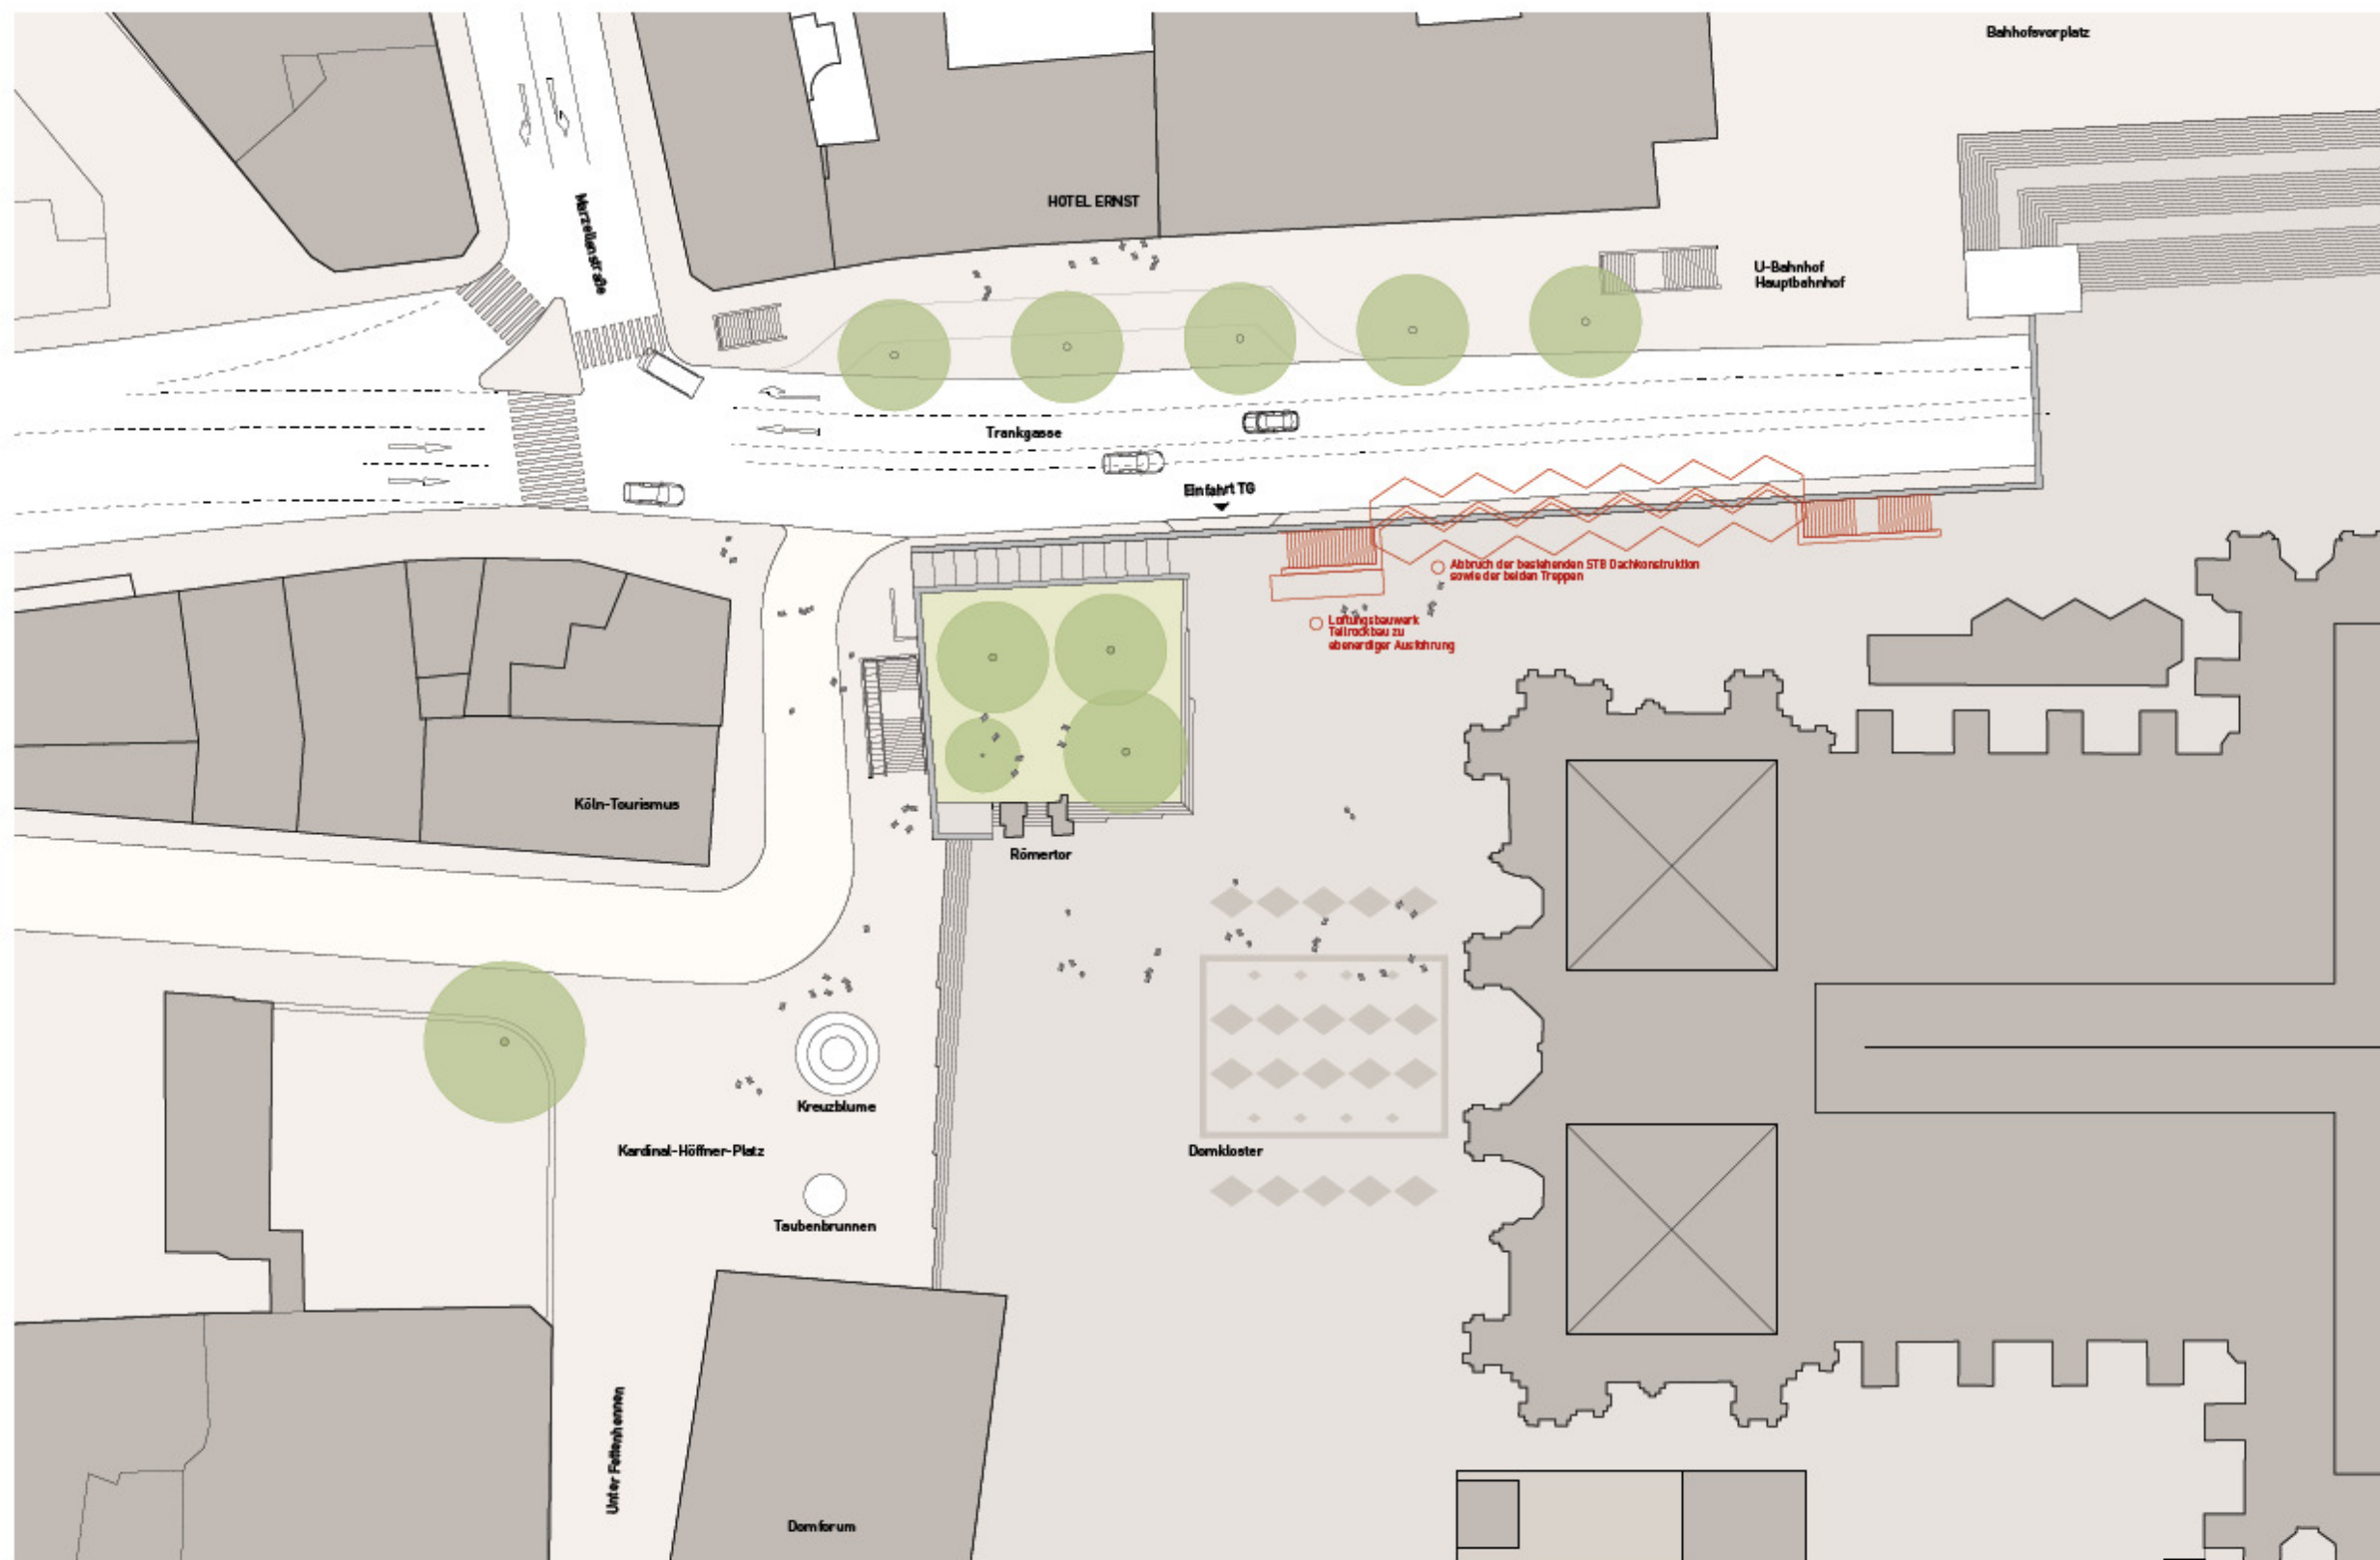 Bahhofsvorplatz
Marzellenstraße
HOTEL ERNST
U-Bahnhof
Hauptbahnhof
Trankgasse
Einfahrt TG
Abbruch der bestehenden STB Dachkonstruktion
sowie der beiden Treppen
Lüftungsbauwerk
Teilrückbau zu
ebenerdiger Ausführung
Köln-Tourismus
Römertor
Kreuzblume
Kardinal-Höffner-Platz
Domkloster
Taubenbrunnen
Unter Fettenhennen
Domforum